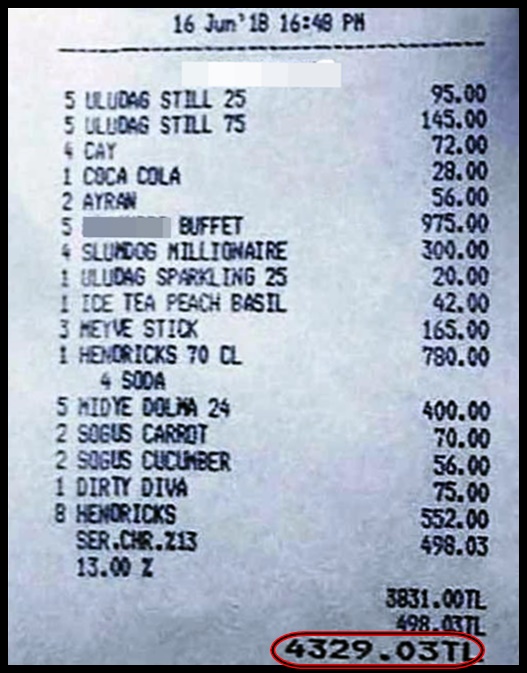 16 Jun'18 16:48 PM
5 ULUDAG STILL 25 95.00
5 ULUDAG STILL 75 145.00
4 CAY 72.00
1 COCA COLA 28.00
2 AYRAN 56.00
5 BUFFET 975.00
4 SLUMDOG MILLIONAIRE 300.00
1 ULUDAG SPARKLING 25 20.00
1 ICE TEA PEACH BASIL 42.00
3 MEYVE STICK 165.00
1 HENDRICKS 70 CL 780.00
4 SODA
5 MIDYE DOLMA 24 400.00
2 SOGUS CARROT 70.00
2 SOGUS CUCUMBER 56.00
1 DIRTY DIVA 75.00
8 HENDRICKS 552.00
SER.CHR.%13 498.03
13.00 %
3831.00TL
498.03TL
4329.03TL